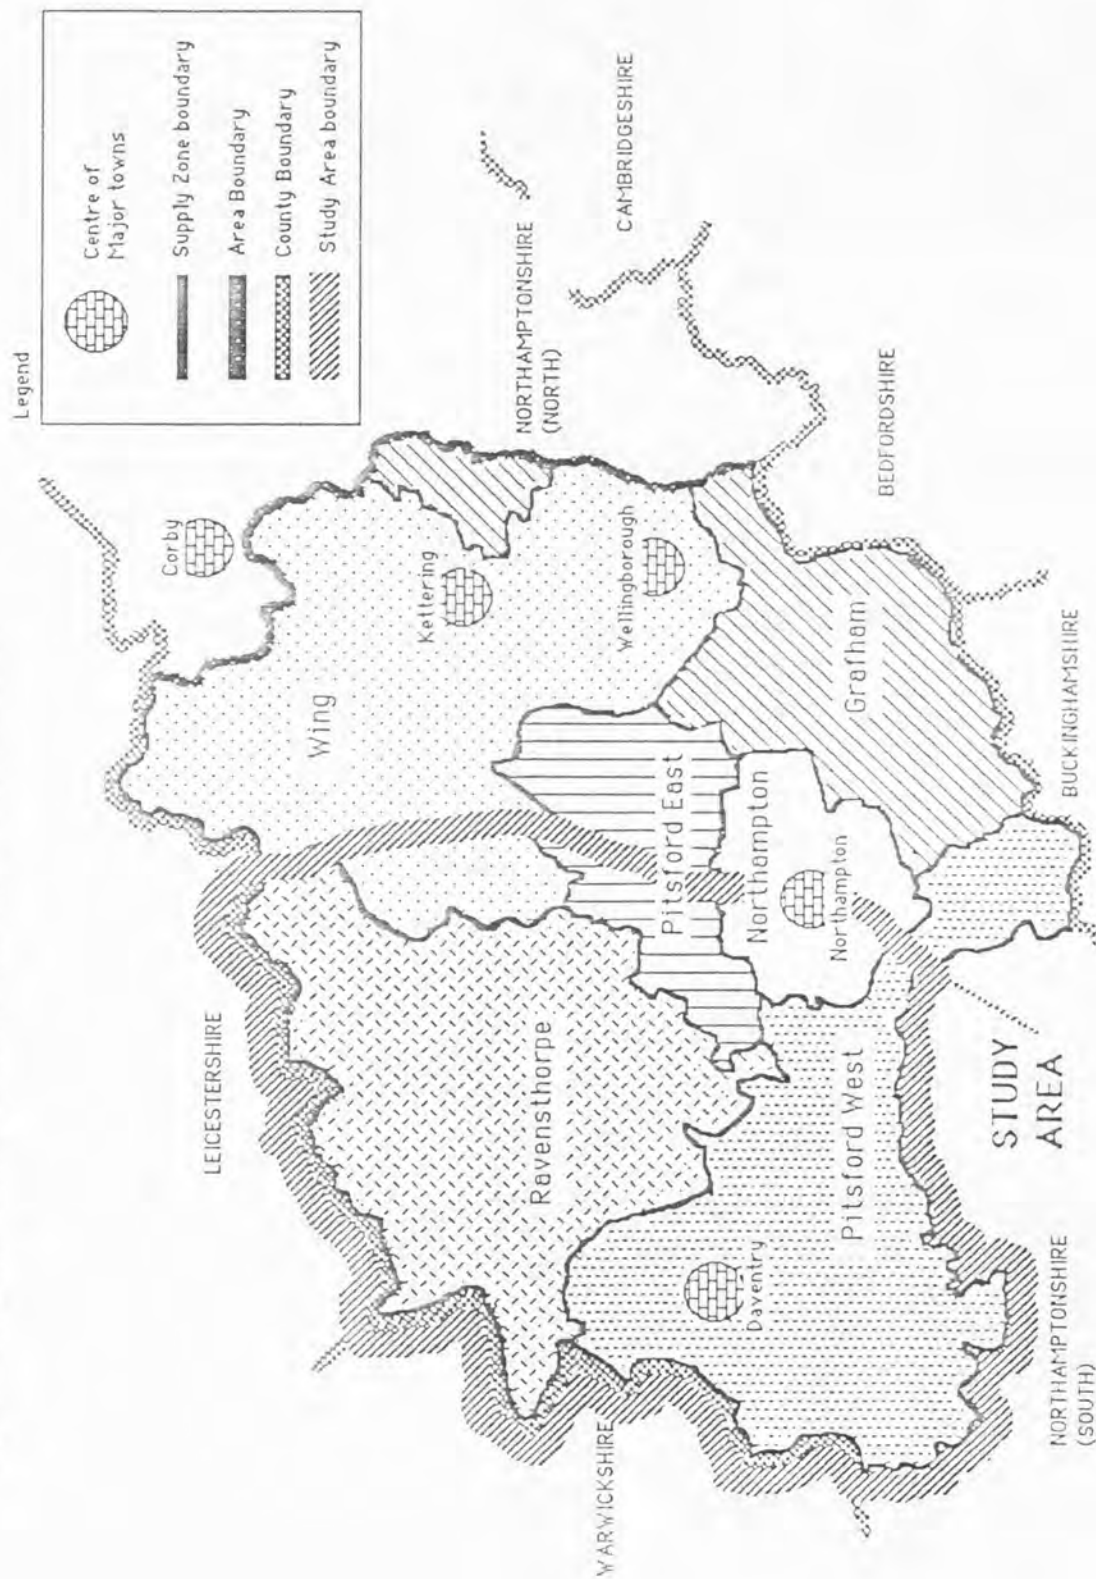 Legend
Centre of
Major towns
Supply Zone boundary
Area Boundary
County Boundary
Study Area boundary
LEICESTERSHIRE
WARWICKSHIRE
NORTHAMPTONSHIRE
(NORTH)
CAMBRIDGESHIRE
BEDFORDSHIRE
BUCKINGHAMSHIRE
NORTHAMPTONSHIRE
(SOUTH)
Corby
Kettering
Wellingborough
Wing
Ravensthorpe
Pitsford East
Northampton
Northampton
Grafham
Daventry
Pitsford West
STUDY
AREA